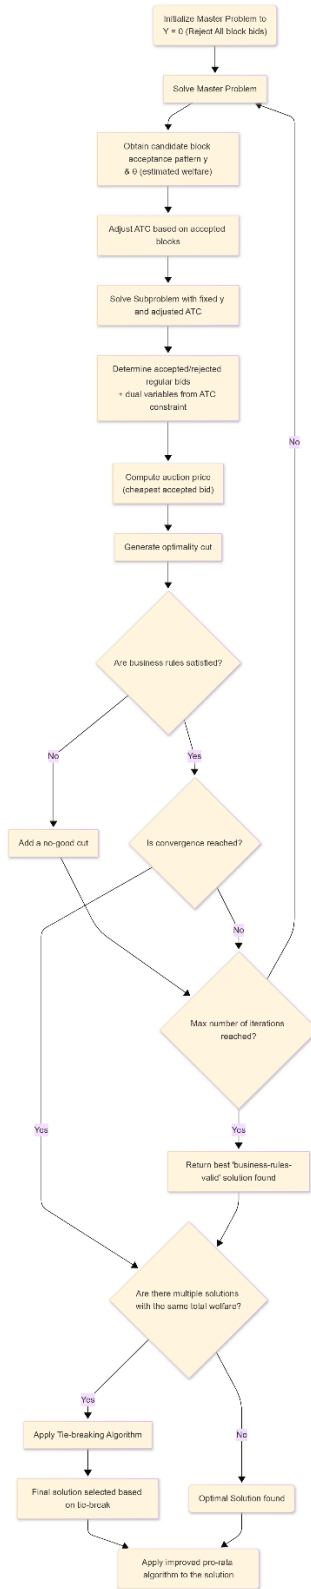 Initialize Master Problem to
Y = 0 (Reject All block bids)
Solve Master Problem
Obtain candidate block
acceptance pattern y
& θ (estimated welfare)
Adjust ATC based on accepted
blocks
Solve Subproblem with fixed y
and adjusted ATC
Determine accepted/rejected
regular bids
+ dual variables from ATC
constraint
No
Compute auction price
(cheapest accepted bid)
Generate optimality cut
Are business rules satisfied?
No
Yes
Add a no-good cut
Is convergence reached?
No
Max number of iterations
reached?
Yes
Yes
Return best 'business-rules-
valid' solution found
Are there multiple solutions
with the same total welfare?
Yes
No
Apply Tie-breaking Algorithm
Final solution selected based
on tie-break
Optimal Solution found
Apply improved pro-rata
algorithm to the solution